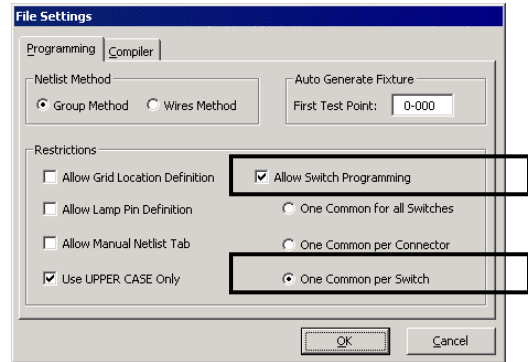 File Settings
Programming Compiler
Netlist Method
Group Method Wires Method
Auto Generate Fixture
First Test Point: 0-000
Restrictions
Allow Grid Location Definition
Allow Lamp Pin Definition
Allow Manual Netlist Tab
Use UPPER CASE Only
Allow Switch Programming
One Common for all Switches
One Common per Connector
One Common per Switch
OK Cancel